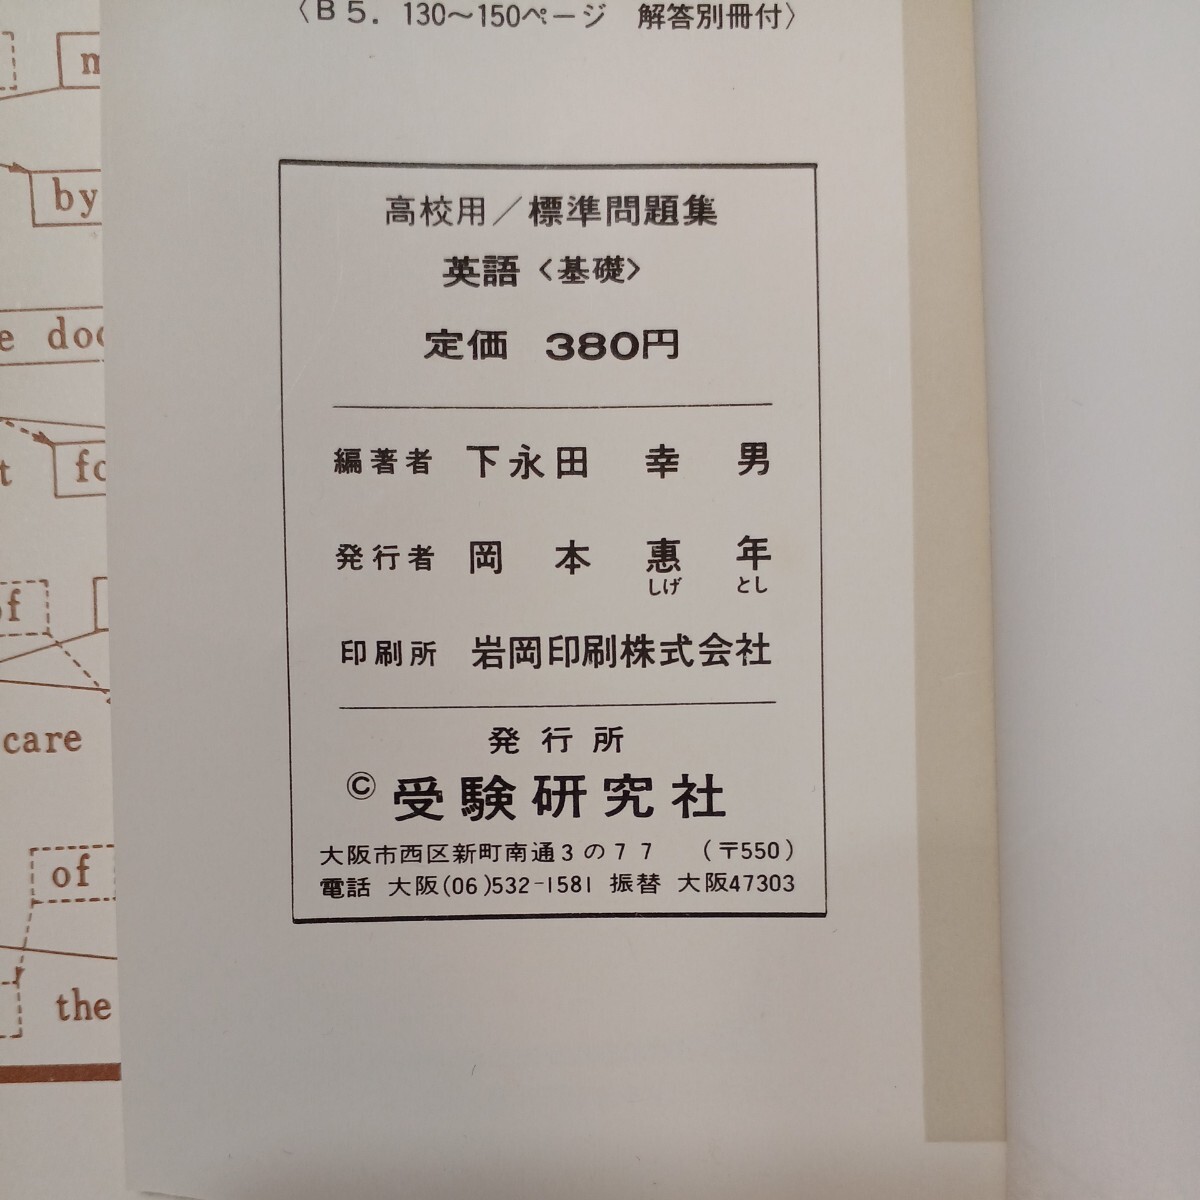 〈B5. 130〜150ページ 解答別冊付〉
高校用/標準問題集
英語〈基礎〉
定価 380円
編著者 下永田 幸男
発行者 岡本惠年
しげ とし
印刷所 岩岡印刷株式会社
発行所
©受験研究社
大阪市西区新町南通3の77 (〒550)
電話 大阪(06)532-1581 振替 大阪47303
by
care
of
the